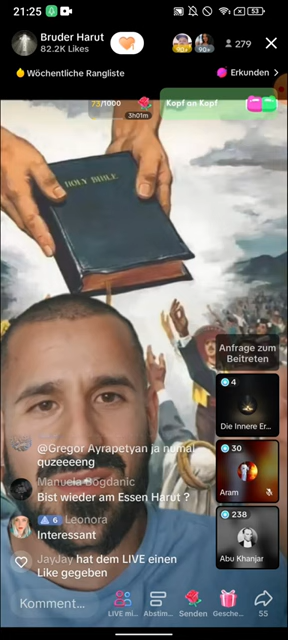 21:25
53
Bruder Harut
82.2K Likes
90+
90+
279
Wöchentliche Rangliste
Erkunden >
73/1000
3h01m
Kopf an Kopf
HOLY BIBLE
Anfrage zum
Beitreten
4
Die Innere Er...
30
Aram
238
Abu Khanjar
@Gregor Ayrapetyan ja numal
quzeeeeng
Manuela Bogdanic
Bist wieder am Essen Harut ?
6 Leonora
Interessant
JayJay hat dem LIVE einen
Like gegeben
Komment...
LIVE mi...
Abstim...
Senden
Gesche...
55